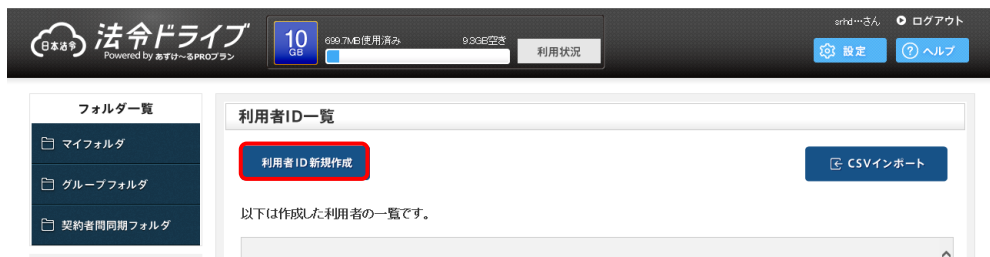 日本法令
法令ドライブ
Powered by あずけ~るPROプラン
10
GB
699.7MB使用済み
9.3GB空き
利用状況
srhd…さん
ログアウト
設定
ヘルプ
フォルダ一覧
マイフォルダ
グループフォルダ
契約者間同期フォルダ
利用者ID一覧
利用者ID新規作成
CSVインポート
以下は作成した利用者の一覧です。